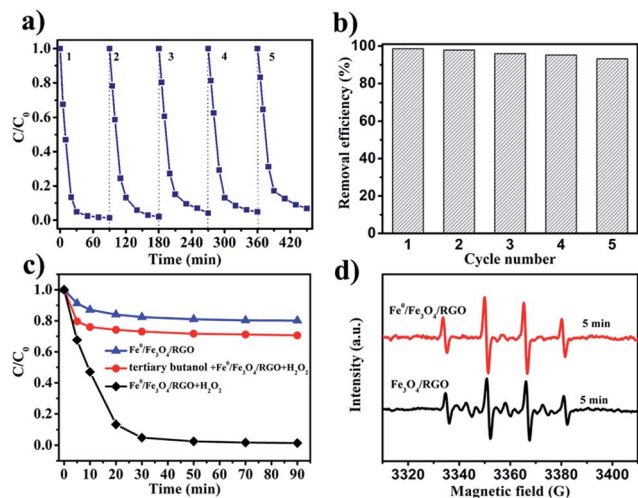 a)
C/C₀
1.0
0.8
0.6
0.4
0.2
0.0
1 2 3 4 5
0 60 120 180 240 300 360 420
Time (min)
b)
Removal efficiency (%)
100
80
60
40
20
0
1 2 3 4 5
Cycle number
c)
C/C₀
1.0
0.8
0.6
0.4
0.2
0.0
Fe⁰/Fe₃O₄/RGO
tertiary butanol +Fe⁰/Fe₃O₄/RGO+H₂O₂
Fe⁰/Fe₃O₄/RGO+H₂O₂
0 10 20 30 40 50 60 70 80 90
Time (min)
d)
Intensity (a.u.)
Fe⁰/Fe₃O₄/RGO
5 min
Fe₃O₄/RGO
5 min
3320 3340 3360 3380 3400
Magnetic field (G)